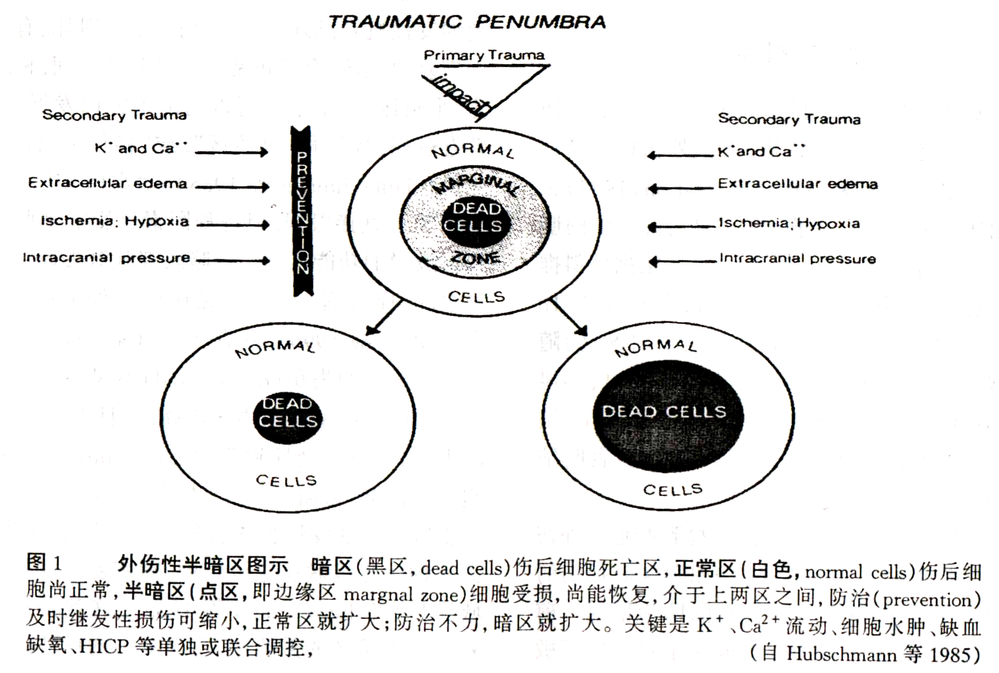 TRAUMATIC PENUMBRA
Primary Trauma
impact
Secondary Trauma
K⁺ and Ca⁺⁺
Extracellular edema
Ischemia; Hypoxia
Intracranial pressure
PREVENTION
NORMAL
MARGINAL
DEAD
CELLS
ZONE
CELLS
Secondary Trauma
K⁺and Ca⁺⁺
Extracellular edema
Ischemia;Hypoxia
Intracranial pressure
NORMAL
DEAD
CELLS
CELLS
NORMAL
DEAD CELLS
CELLS
图 1 外伤性半暗区图示 暗区(黑区, dead cells)伤后细胞死亡区,正常区(白色, normal cells)伤后细
胞尚正常,半暗区(点区,即边缘区 margnal zone)细胞受损,尚能恢复,介于上两区之间,防治(prevention)
及时继发性损伤可缩小,正常区就扩大;防治不力,暗区就扩大。关键是 K⁺、Ca²⁺流动、细胞水肿、缺血
缺氧、HICP 等单独或联合调控,
(自 Hubschmann 等 1985)